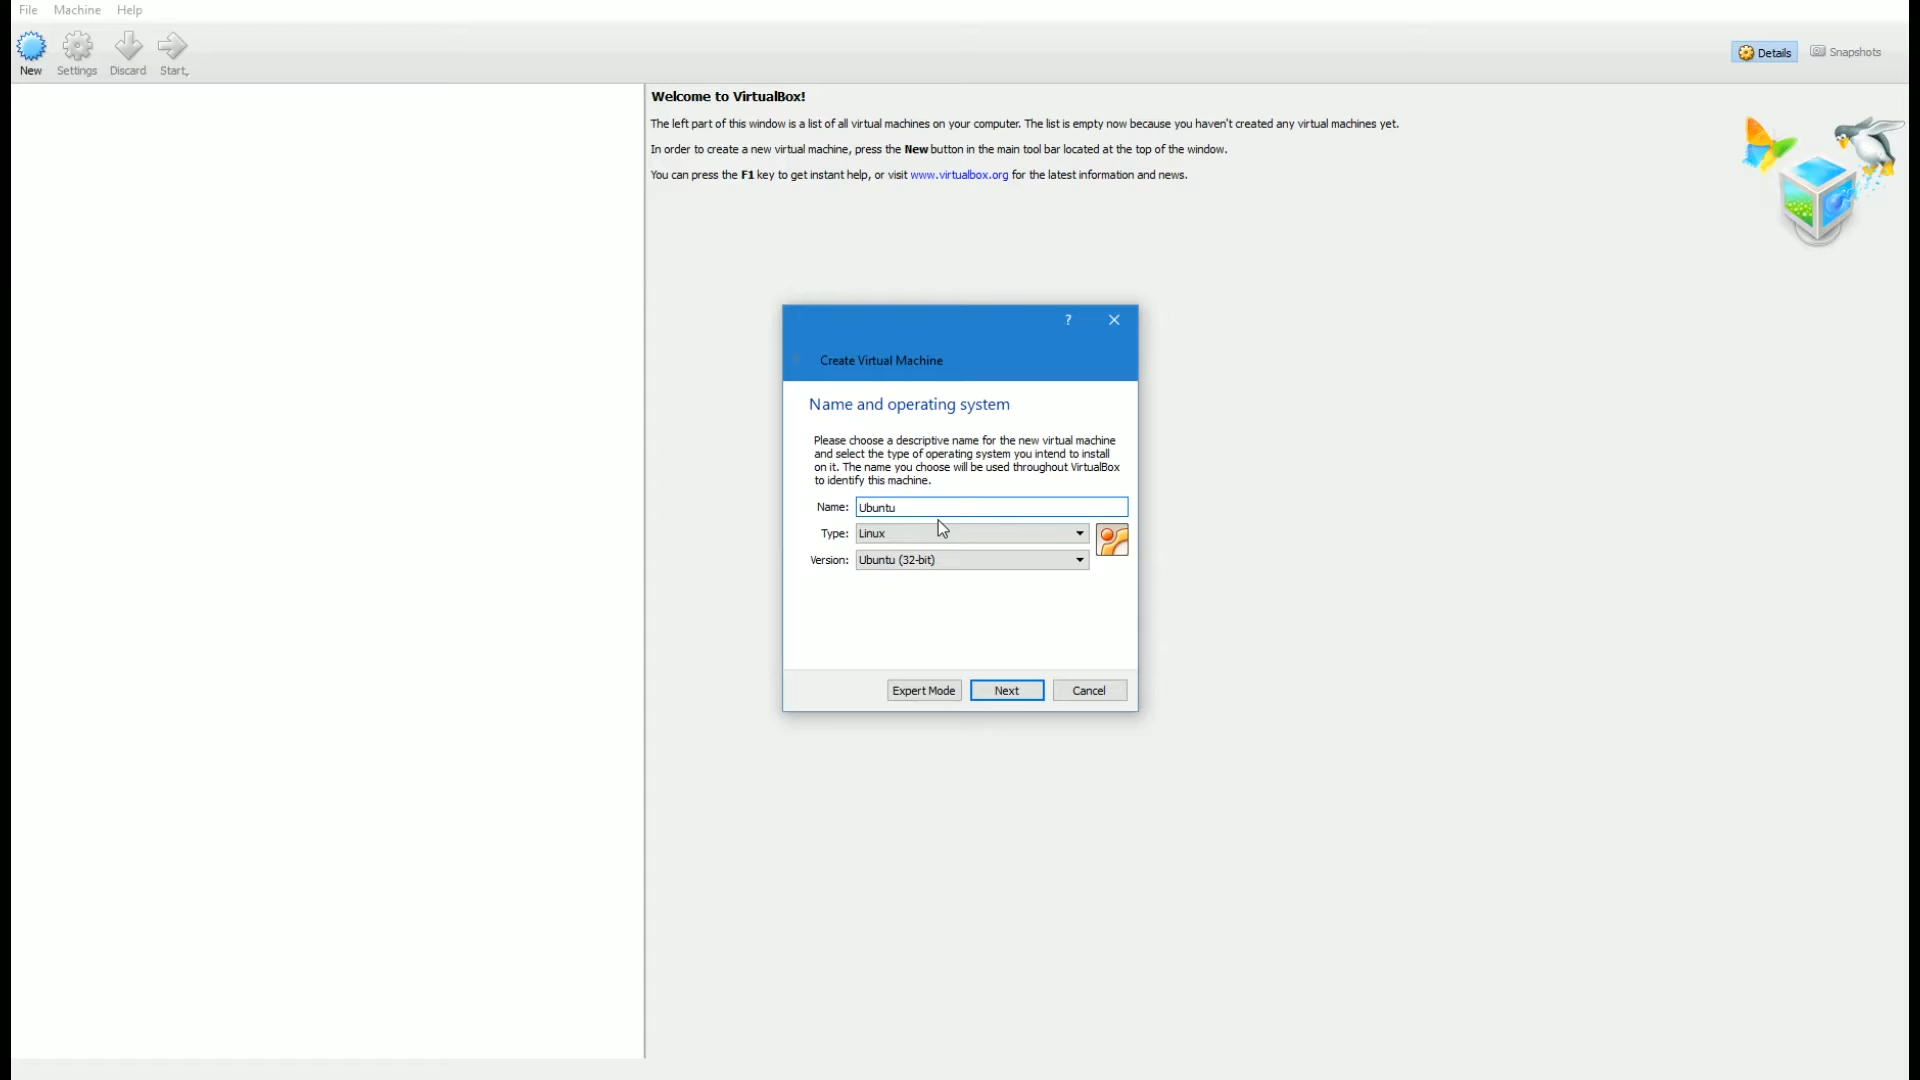 File Machine Help
New Settings Discard Start
Details Snapshots
Welcome to VirtualBox!
The left part of this window is a list of all virtual machines on your computer. The list is empty now because you haven't created any virtual machines yet.
In order to create a new virtual machine, press the New button in the main tool bar located at the top of the window.
You can press the F1 key to get instant help, or visit www.virtualbox.org for the latest information and news.
?
Create Virtual Machine
Name and operating system
Please choose a descriptive name for the new virtual machine
and select the type of operating system you intend to install
on it. The name you choose will be used throughout VirtualBox
to identify this machine.
Name: Ubuntu
Type: Linux
Version: Ubuntu (32-bit)
Expert Mode Next Cancel